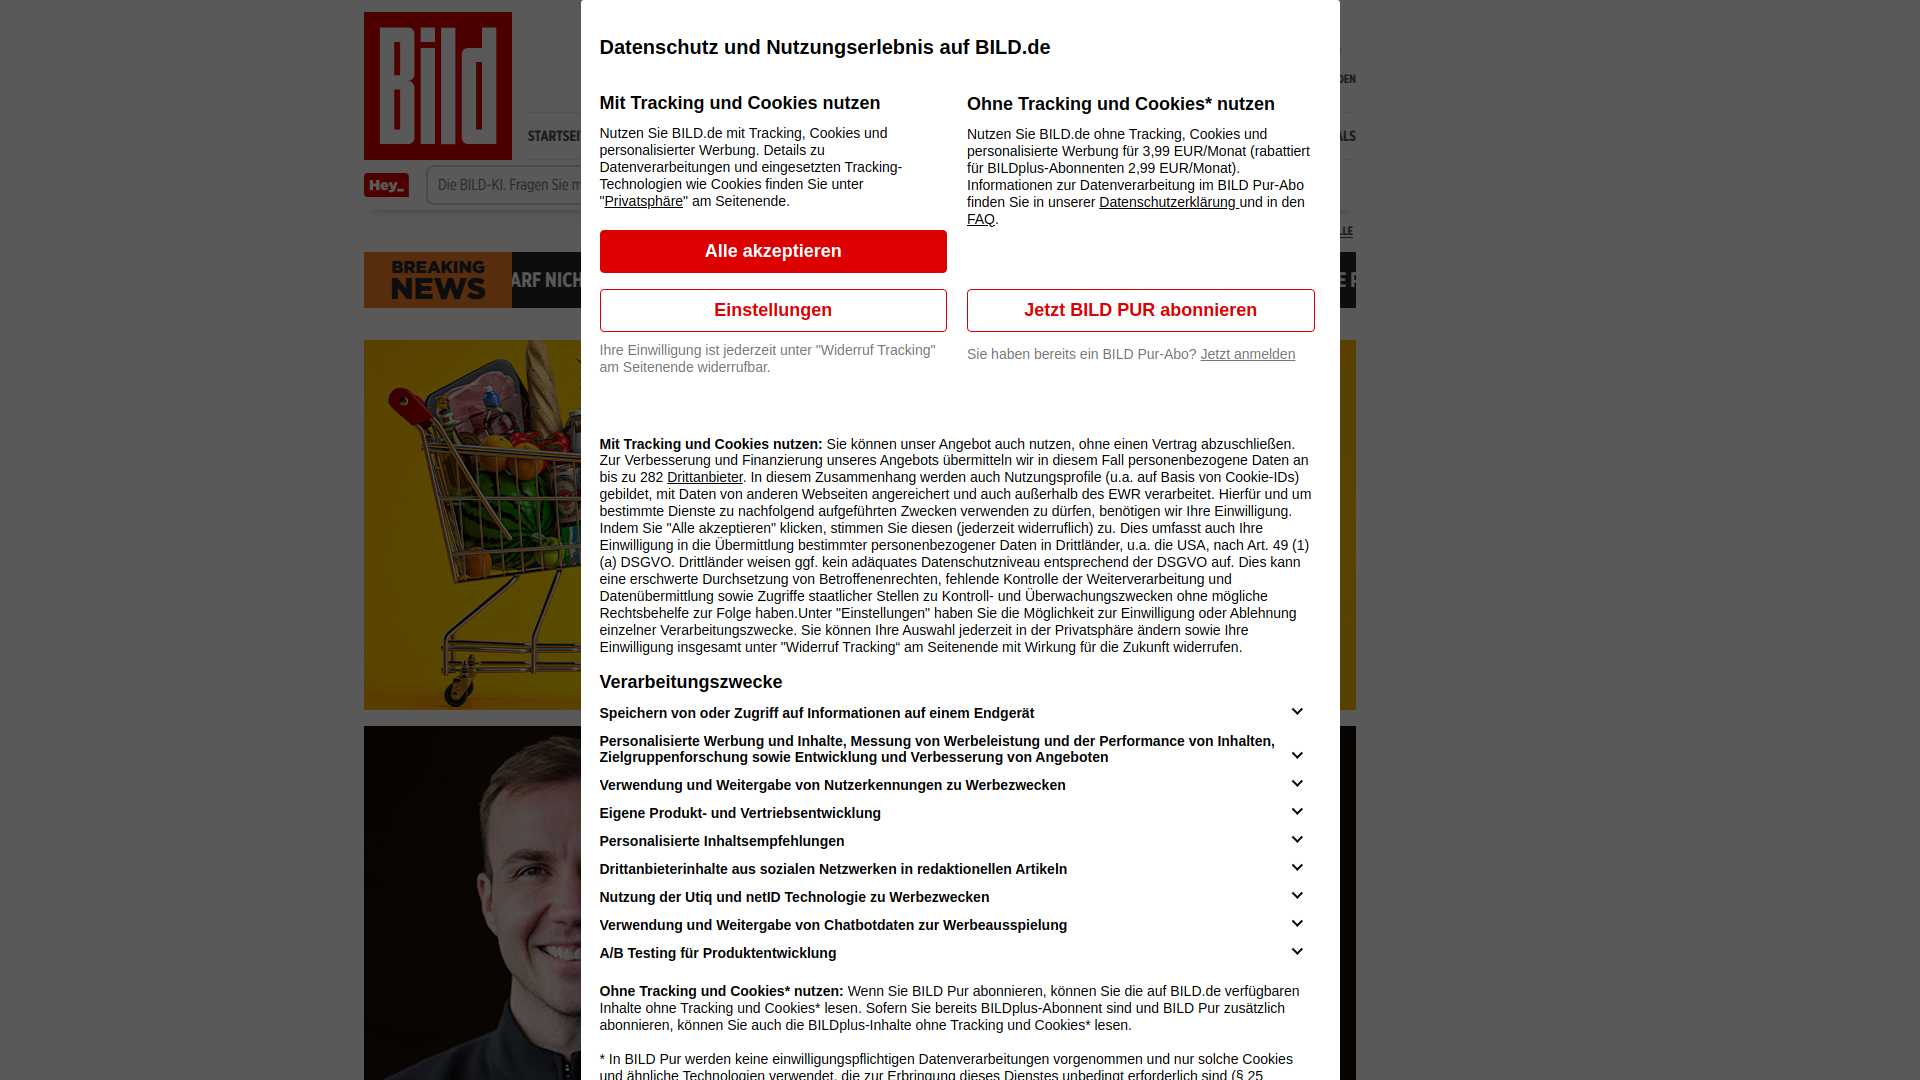 Bild
STARTSEI
DEN
ALS
Hey_
Die BILD-KI. Fragen Sie m
LLE
BREAKING
NEWS
ARF NICH
Datenschutz und Nutzungserlebnis auf BILD.de
Mit Tracking und Cookies nutzen
Nutzen Sie BILD.de mit Tracking, Cookies und
personalisierter Werbung. Details zu
Datenverarbeitungen und eingesetzten Tracking-
Technologien wie Cookies finden Sie unter
"Privatsphäre" am Seitenende.
Alle akzeptieren
Einstellungen
Ihre Einwilligung ist jederzeit unter "Widerruf Tracking"
am Seitenende widerrufbar.
Ohne Tracking und Cookies* nutzen
Nutzen Sie BILD.de ohne Tracking, Cookies und
personalisierte Werbung für 3,99 EUR/Monat (rabattiert
für BILDplus-Abonnenten 2,99 EUR/Monat).
Informationen zur Datenverarbeitung im BILD Pur-Abo
finden Sie in unserer Datenschutzerklärung und in den
FAQ.
Jetzt BILD PUR abonnieren
Sie haben bereits ein BILD Pur-Abo? Jetzt anmelden
Mit Tracking und Cookies nutzen: Sie können unser Angebot auch nutzen, ohne einen Vertrag abzuschließen.
Zur Verbesserung und Finanzierung unseres Angebots übermitteln wir in diesem Fall personenbezogene Daten an
bis zu 282 Drittanbieter. In diesem Zusammenhang werden auch Nutzungsprofile (u.a. auf Basis von Cookie-IDs)
gebildet, mit Daten von anderen Webseiten angereichert und auch außerhalb des EWR verarbeitet. Hierfür und um
bestimmte Dienste zu nachfolgend aufgeführten Zwecken verwenden zu dürfen, benötigen wir Ihre Einwilligung.
Indem Sie "Alle akzeptieren" klicken, stimmen Sie diesen (jederzeit widerruflich) zu. Dies umfasst auch Ihre
Einwilligung in die Übermittlung bestimmter personenbezogener Daten in Drittländer, u.a. die USA, nach Art. 49 (1)
(a) DSGVO. Drittländer weisen ggf. kein adäquates Datenschutzniveau entsprechend der DSGVO auf. Dies kann
eine erschwerte Durchsetzung von Betroffenenrechten, fehlende Kontrolle der Weiterverarbeitung und
Datenübermittlung sowie Zugriffe staatlicher Stellen zu Kontroll- und Überwachungszwecken ohne mögliche
Rechtsbehelfe zur Folge haben.Unter "Einstellungen" haben Sie die Möglichkeit zur Einwilligung oder Ablehnung
einzelner Verarbeitungszwecke. Sie können Ihre Auswahl jederzeit in der Privatsphäre ändern sowie Ihre
Einwilligung insgesamt unter "Widerruf Tracking“ am Seitenende mit Wirkung für die Zukunft widerrufen.
Verarbeitungszwecke
Speichern von oder Zugriff auf Informationen auf einem Endgerät
Personalisierte Werbung und Inhalte, Messung von Werbeleistung und der Performance von Inhalten,
Zielgruppenforschung sowie Entwicklung und Verbesserung von Angeboten
Verwendung und Weitergabe von Nutzerkennungen zu Werbezwecken
Eigene Produkt- und Vertriebsentwicklung
Personalisierte Inhaltsempfehlungen
Drittanbieterinhalte aus sozialen Netzwerken in redaktionellen Artikeln
Nutzung der Utiq und netID Technologie zu Werbezwecken
Verwendung und Weitergabe von Chatbotdaten zur Werbeausspielung
A/B Testing für Produktentwicklung
Ohne Tracking und Cookies* nutzen: Wenn Sie BILD Pur abonnieren, können Sie die auf BILD.de verfügbaren
Inhalte ohne Tracking und Cookies* lesen. Sofern Sie bereits BILDplus-Abonnent sind und BILD Pur zusätzlich
abonnieren, können Sie auch die BILDplus-Inhalte ohne Tracking und Cookies* lesen.
* In BILD Pur werden keine einwilligungspflichtigen Datenverarbeitungen vorgenommen und nur solche Cookies
und ähnliche Technologien verwendet, die zur Erbringung dieses Dienstes unbedingt erforderlich sind (§ 25